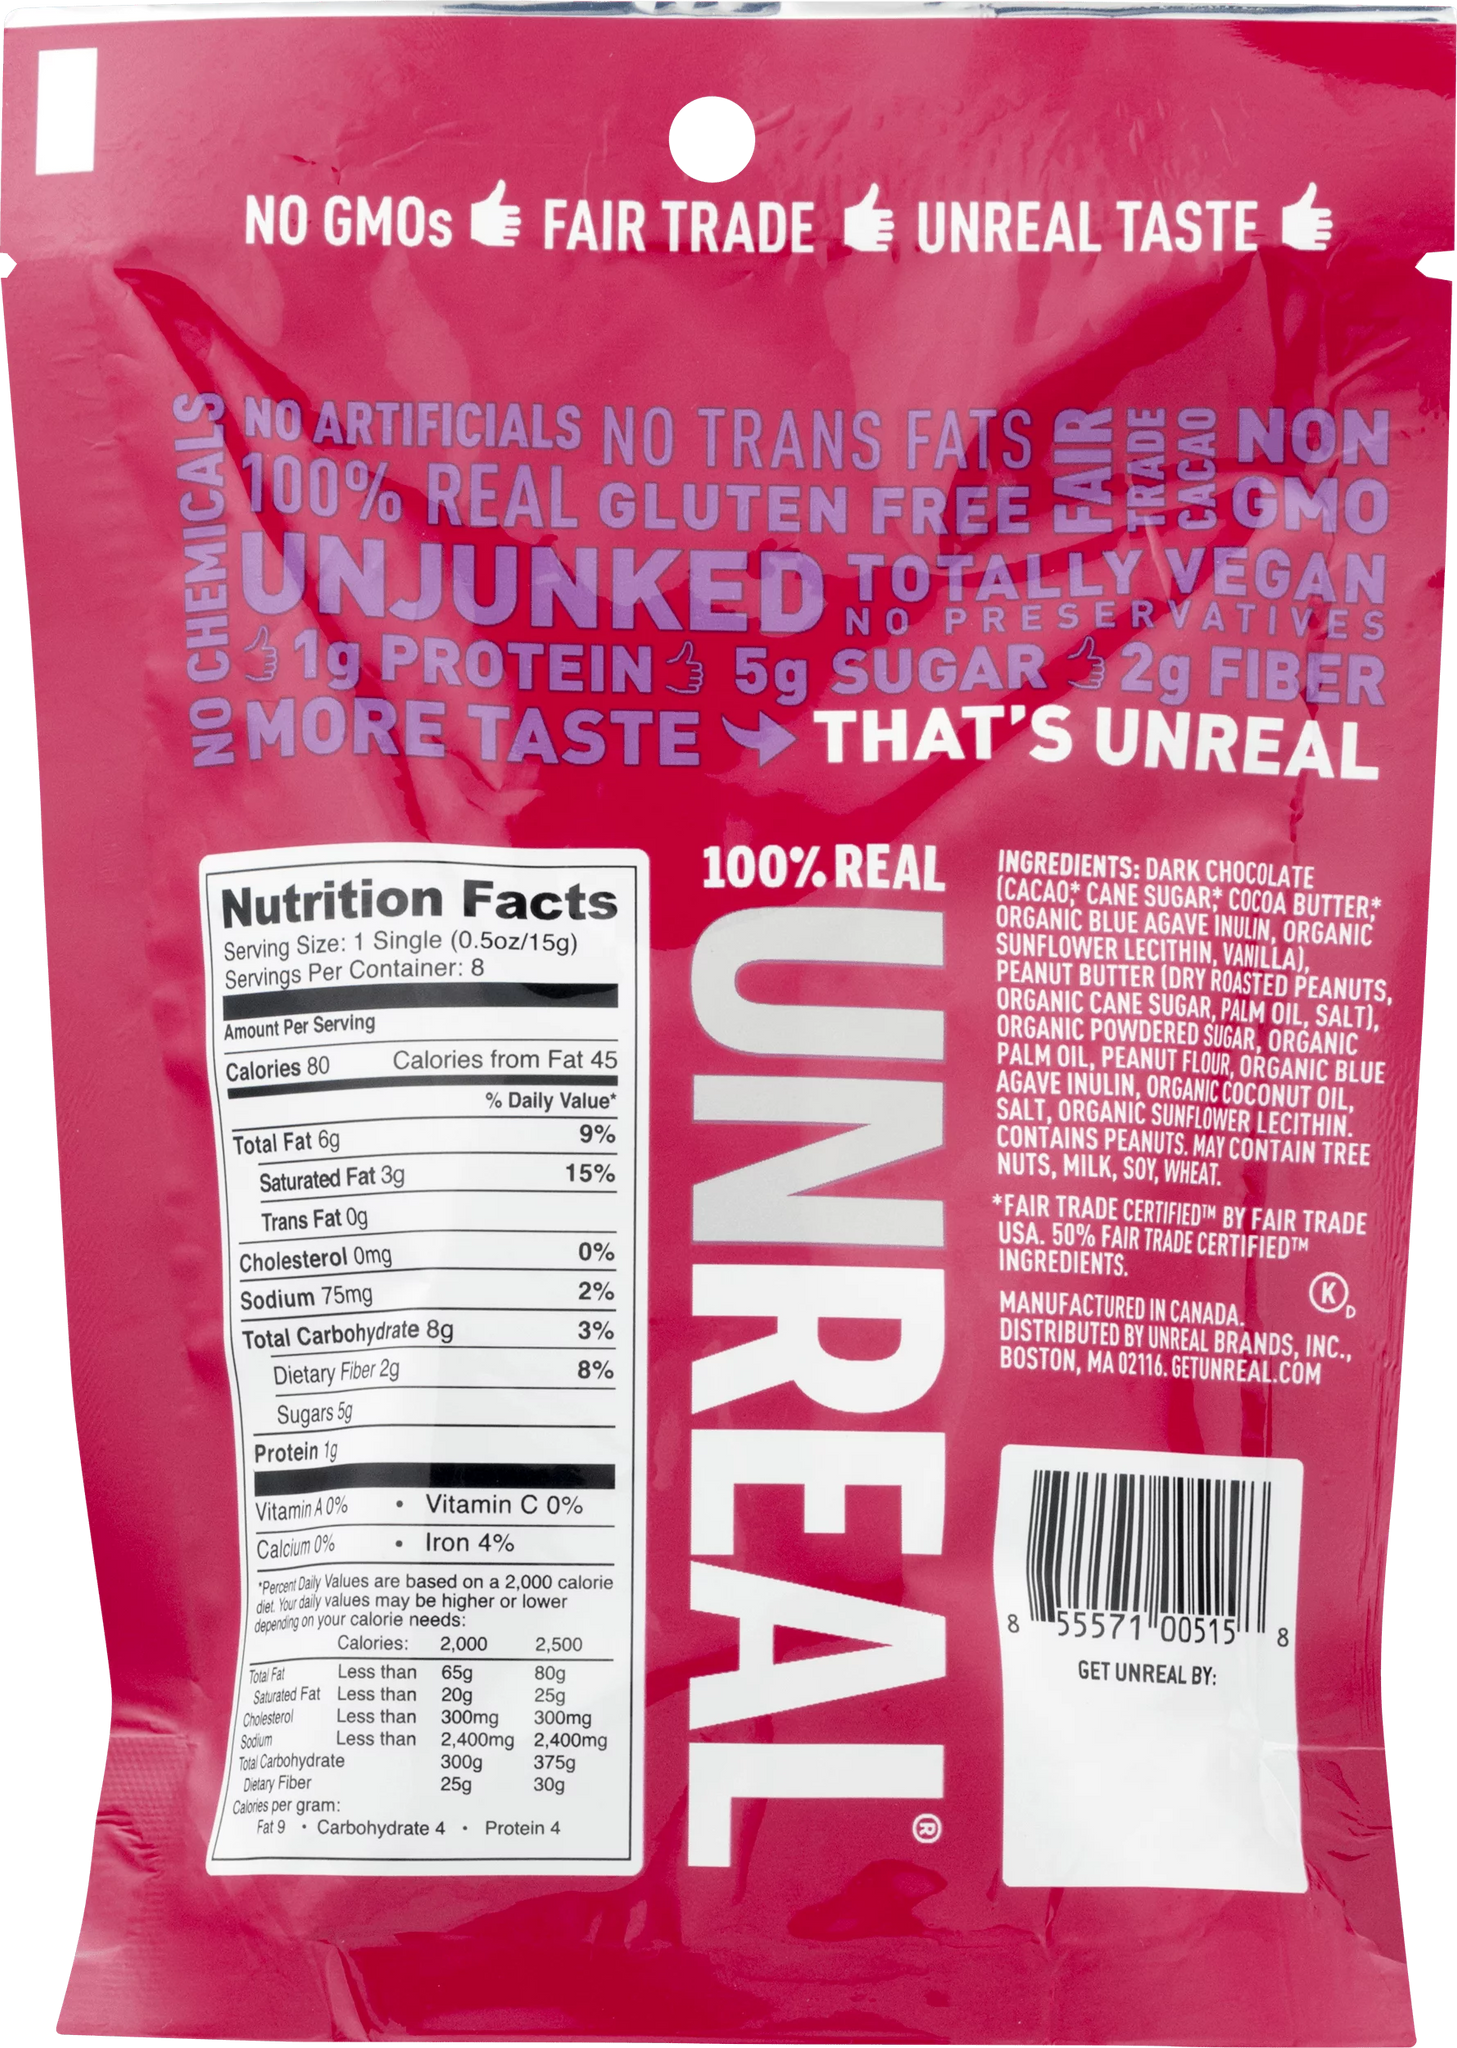 NO GMOs FAIR TRADE UNREAL TASTE
NO CHEMICALS
NO ARTIFICIALS NO TRANS FATS FAIR TRADE CACAO NON GMO
100% REAL GLUTEN FREE
UNJUNKED TOTALLY VEGAN
NO PRESERVATIVES
1g PROTEIN 5g SUGAR 2g FIBER
MORE TASTE THAT'S UNREAL
Nutrition Facts
Serving Size: 1 Single (0.5oz/15g)
Servings Per Container: 8
Amount Per Serving
Calories 80 Calories from Fat 45
% Daily Value*
Total Fat 6g 9%
Saturated Fat 3g 15%
Trans Fat 0g
Cholesterol 0mg 0%
Sodium 75mg 2%
Total Carbohydrate 8g 3%
Dietary Fiber 2g 8%
Sugars 5g
Protein 1g
Vitamin A 0% • Vitamin C 0%
Calcium 0% • Iron 4%
*Percent Daily Values are based on a 2,000 calorie
diet. Your daily values may be higher or lower
depending on your calorie needs:
Calories: 2,000 2,500
Total Fat Less than 65g 80g
Saturated Fat Less than 20g 25g
Cholesterol Less than 300mg 300mg
Sodium Less than 2,400mg 2,400mg
Total Carbohydrate 300g 375g
Dietary Fiber 25g 30g
Calories per gram:
Fat 9 • Carbohydrate 4 • Protein 4
100% REAL
UNREAL®
INGREDIENTS: DARK CHOCOLATE
(CACAO,* CANE SUGAR,* COCOA BUTTER,*
ORGANIC BLUE AGAVE INULIN, ORGANIC
SUNFLOWER LECITHIN, VANILLA),
PEANUT BUTTER (DRY ROASTED PEANUTS,
ORGANIC CANE SUGAR, PALM OIL, SALT),
ORGANIC POWDERED SUGAR, ORGANIC
PALM OIL, PEANUT FLOUR, ORGANIC BLUE
AGAVE INULIN, ORGANIC COCONUT OIL,
SALT, ORGANIC SUNFLOWER LECITHIN.
CONTAINS PEANUTS. MAY CONTAIN TREE
NUTS, MILK, SOY, WHEAT.
*FAIR TRADE CERTIFIED™ BY FAIR TRADE
USA. 50% FAIR TRADE CERTIFIED™
INGREDIENTS.
K D
MANUFACTURED IN CANADA.
DISTRIBUTED BY UNREAL BRANDS, INC.,
BOSTON, MA 02116. GETUNREAL.COM
8 55571 00515 8
GET UNREAL BY: